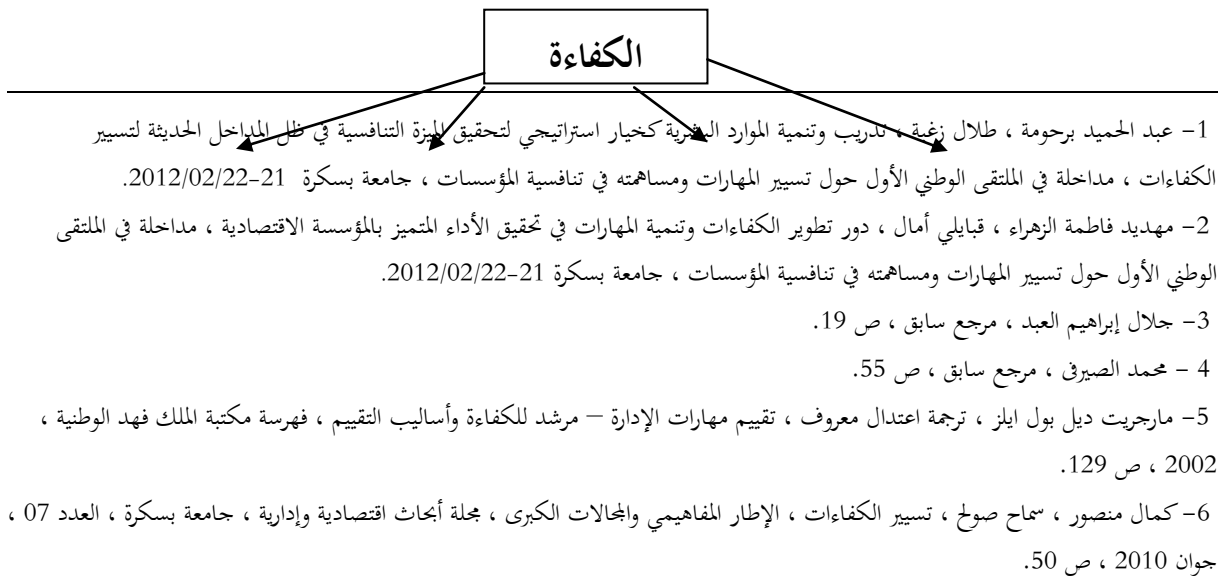 الكفاءة
1- عبد الحميد برحومة ، طلال زغبة ، تدريب وتنمية الموارد البشرية كخيار استراتيجي لتحقيق الميزة التنافسية في ظل المداخل الحديثة لتسيير
الكفاءات ، مداخلة في الملتقى الوطني الأول حول تسيير المهارات ومساهمته في تنافسية المؤسسات ، جامعة بسكرة 21-2012/02/22.
2- مهديد فاطمة الزهراء ، قبايلي أمال ، دور تطوير الكفاءات وتنمية المهارات في تحقيق الأداء المتميز بالمؤسسة الاقتصادية ، مداخلة في الملتقى
الوطني الأول حول تسيير المهارات ومساهمته في تنافسية المؤسسات ، جامعة بسكرة 21-2012/02/22.
3- جلال إبراهيم العبد ، مرجع سابق ، ص 19.
4 - محمد الصيرفى ، مرجع سابق ، ص 55.
5- مارجريت ديل بول ايلز ، ترجمة اعتدال معروف ، تقييم مهارات الإدارة – مرشد للكفاءة وأساليب التقييم ، فهرسة مكتبة الملك فهد الوطنية ،
2002 ، ص 129.
6- كمال منصور ، سماح صولح ، تسيير الكفاءات ، الإطار المفاهيمي والمجالات الكبرى ، مجلة أبحاث اقتصادية وإدارية ، جامعة بسكرة ، العدد 07 ،
جوان 2010 ، ص 50.